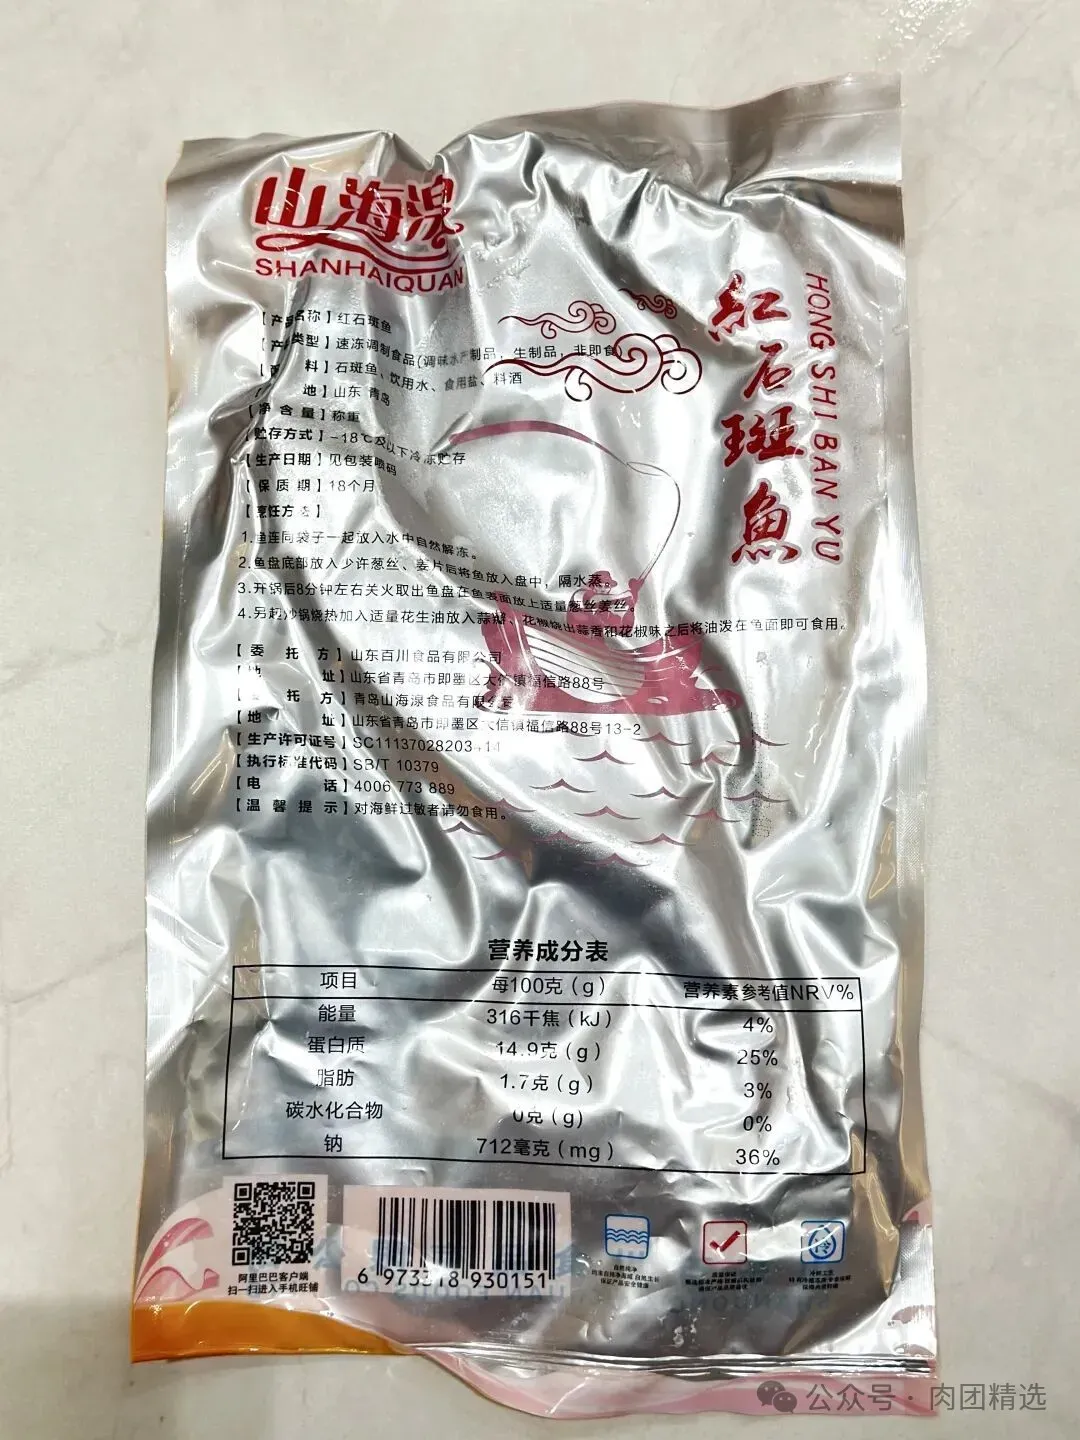 山海湶
SHANHAIQUAN
紅石斑魚
HONG SHI BAN YU
【产品名称】红石斑鱼
【产品类型】速冻调制食品(调味水产制品，生制品，非即食)
【配 料】石斑鱼、饮用水、食用盐、料酒
地】山东 青岛
【净含量】称重
【贮存方式】-18℃及以下冷冻贮存
【生产日期】见包装喷码
【保质期】18个月
【烹饪方
1.鱼连同袋子一起放入水中自然解冻。
2.鱼盘底部放入少许葱丝、姜片后将鱼放入盘中，隔水蒸。
3.开锅后8分钟左右关火取出鱼盘在鱼表面放上适量葱丝姜丝。
4.另起炒锅烧热加入适量花生油放入蒜瓣、花椒烧出蒜香和花椒味之后将油泼在鱼面即可食用。
【委托方】山东百川食品有限公司
【地 址】山东省青岛市即墨区大信镇福信路88号
托方】青岛山海湶食品有限公司
【地 址】山东省青岛市即墨区大信镇福信路88号13-2
【生产许可证号】SC11137028203
【执行标准代码】SB/T 10379
【电 话】4006 773 889
【温馨提示】对海鲜过敏者请勿食用。
营养成分表
项目 每100克（g） 营养素参考值NRV%
能量 316千焦（kJ） 4%
蛋白质 14.9克（g） 25%
脂肪 1.7克（g） 3%
碳水化合物 0克（g） 0%
钠 712毫克（mg） 36%
阿里巴巴客户端
扫一扫进入手机旺铺
6 973318 930151
自然纯净
保证产品安全健康
冷
公众号·肉团精选